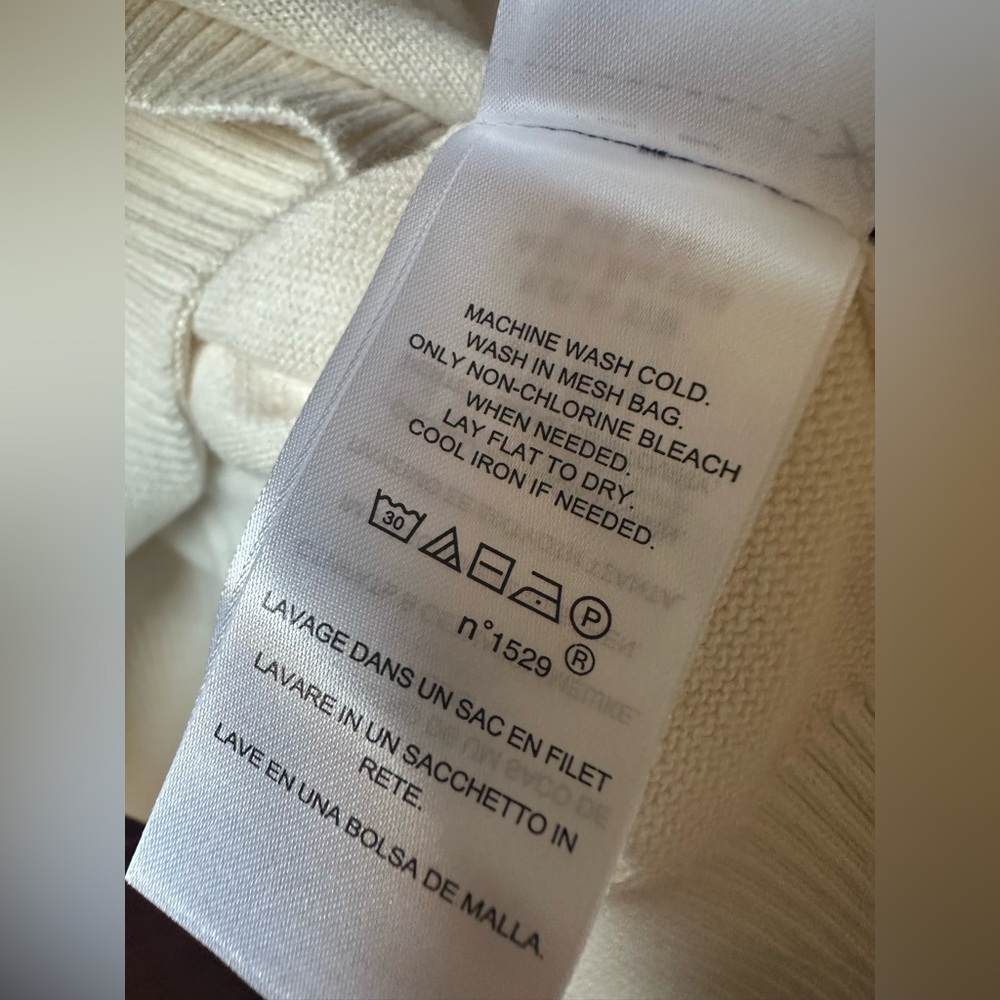 MACHINE WASH COLD.
WASH IN MESH BAG.
ONLY NON-CHLORINE BLEACH
WHEN NEEDED.
LAY FLAT TO DRY.
COOL IRON IF NEEDED.
30 P
n°1529 ®
LAVAGE DANS UN SAC EN FILET
LAVARE IN UN SACCHETTO IN
RETE.
LAVE EN UNA BOLSA DE MALLA.